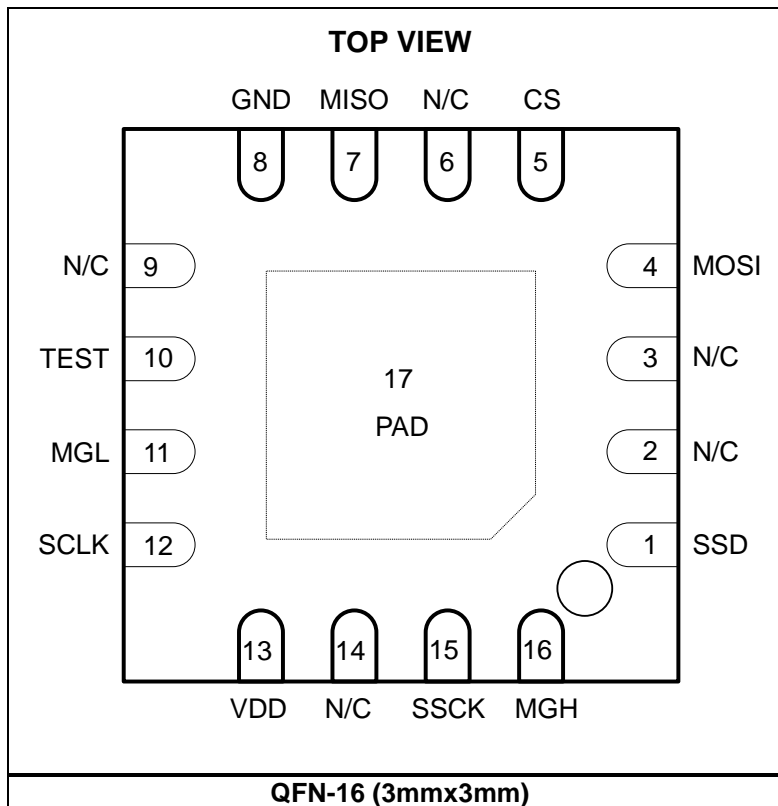 TOP VIEW
GND MISO N/C CS
8 7 6 5
N/C 9 4 MOSI
TEST 10 3 N/C
17
PAD
MGL 11 2 N/C
SCLK 12 1 SSD
13 14 15 16
VDD N/C SSCK MGH
QFN-16 (3mmx3mm)